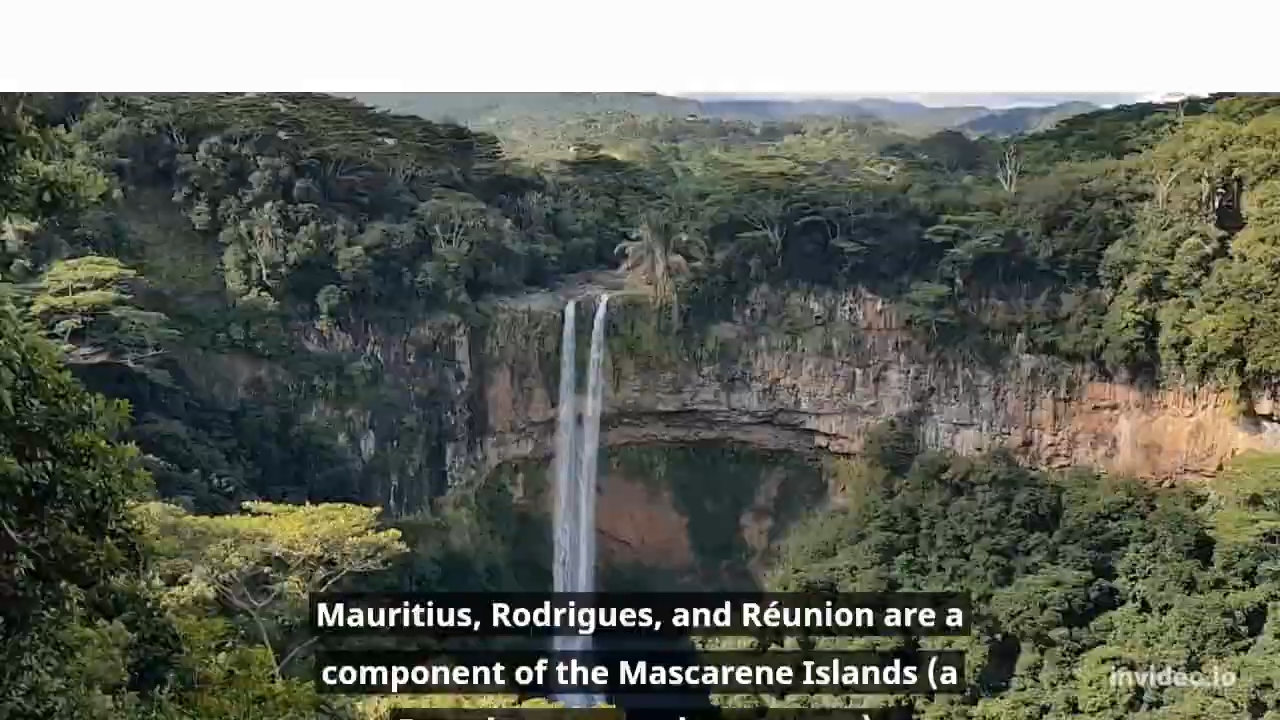 Mauritius, Rodrigues, and Réunion are a
component of the Mascarene Islands (a
invideo.io